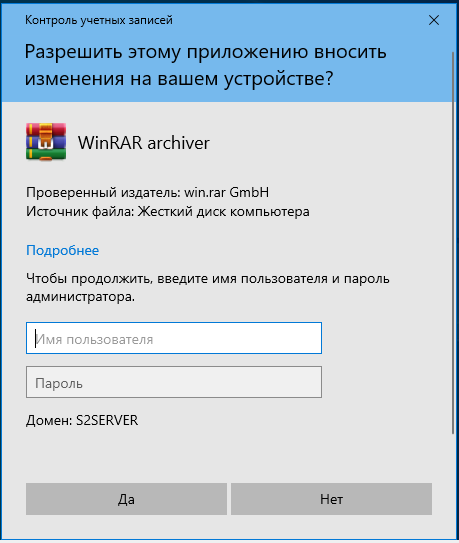 Контроль учетных записей
Разрешить этому приложению вносить
изменения на вашем устройстве?
WinRAR archiver
Проверенный издатель: win.rar GmbH
Источник файла: Жесткий диск компьютера
Подробнее
Чтобы продолжить, введите имя пользователя и пароль
администратора.
Имя пользователя
Пароль
Домен: S2SERVER
Да
Нет